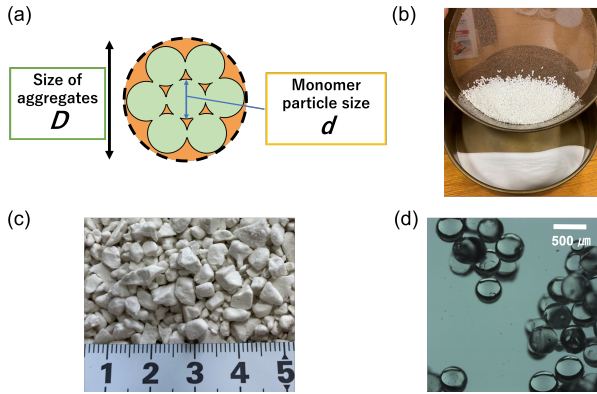 (a)
Size of
aggregates
D
Monomer
particle size
d
(b)
(c)
1 2 3 4 5
(d)
500 μm